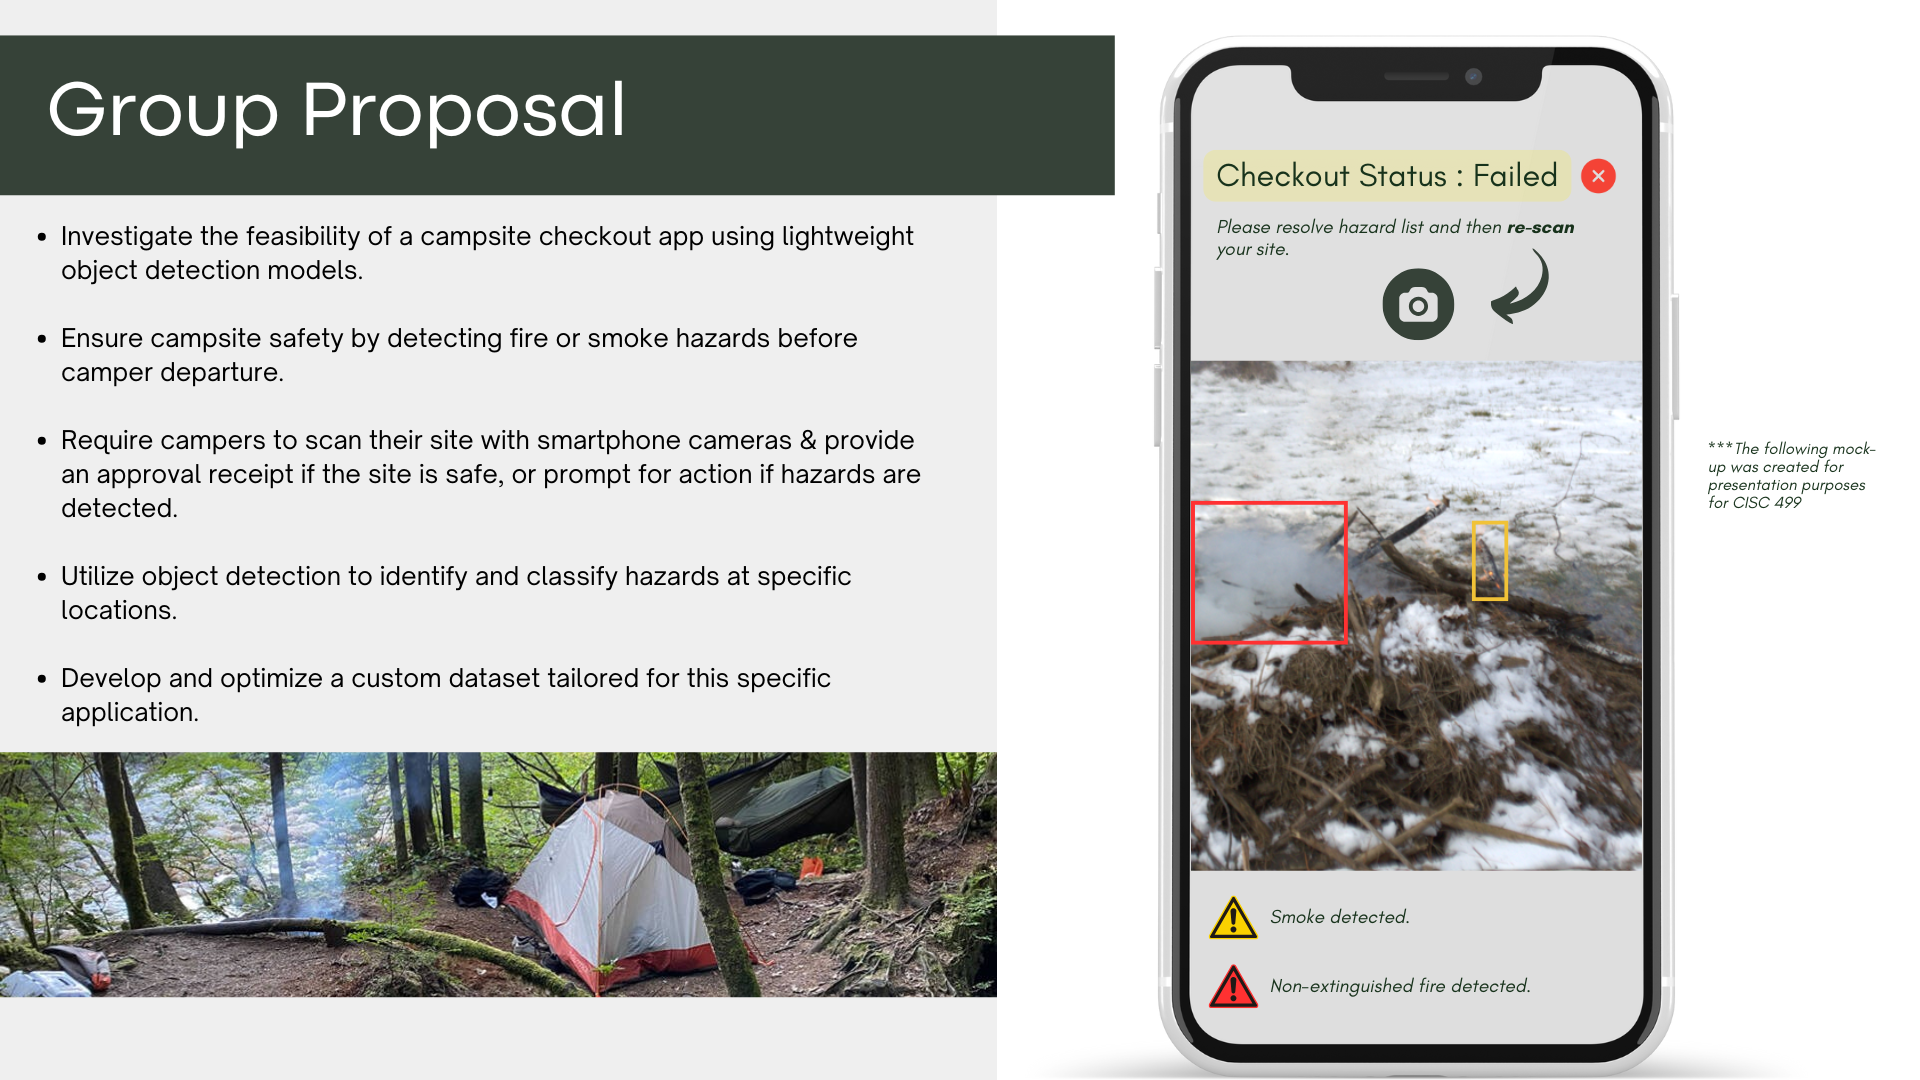 Group Proposal
• Investigate the feasibility of a campsite checkout app using lightweight
object detection models.
• Ensure campsite safety by detecting fire or smoke hazards before
camper departure.
• Require campers to scan their site with smartphone cameras & provide
an approval receipt if the site is safe, or prompt for action if hazards are
detected.
• Utilize object detection to identify and classify hazards at specific
locations.
• Develop and optimize a custom dataset tailored for this specific
application.
Checkout Status : Failed
Please resolve hazard list and then re-scan
your site.
Smoke detected.
Non-extinguished fire detected.
***The following mock-
up was created for
presentation purposes
for CISC 499